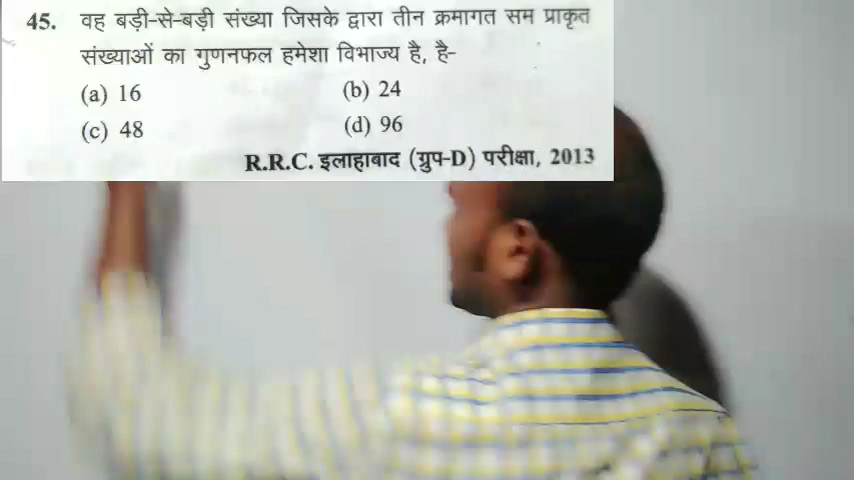 45. वह बड़ी-से-बड़ी संख्या जिसके द्वारा तीन क्रमागत सम प्राकृत
संख्याओं का गुणनफल हमेशा विभाज्य है, है-
(a) 16 (b) 24
(c) 48 (d) 96
R.R.C. इलाहाबाद (ग्रुप-D) परीक्षा, 2013